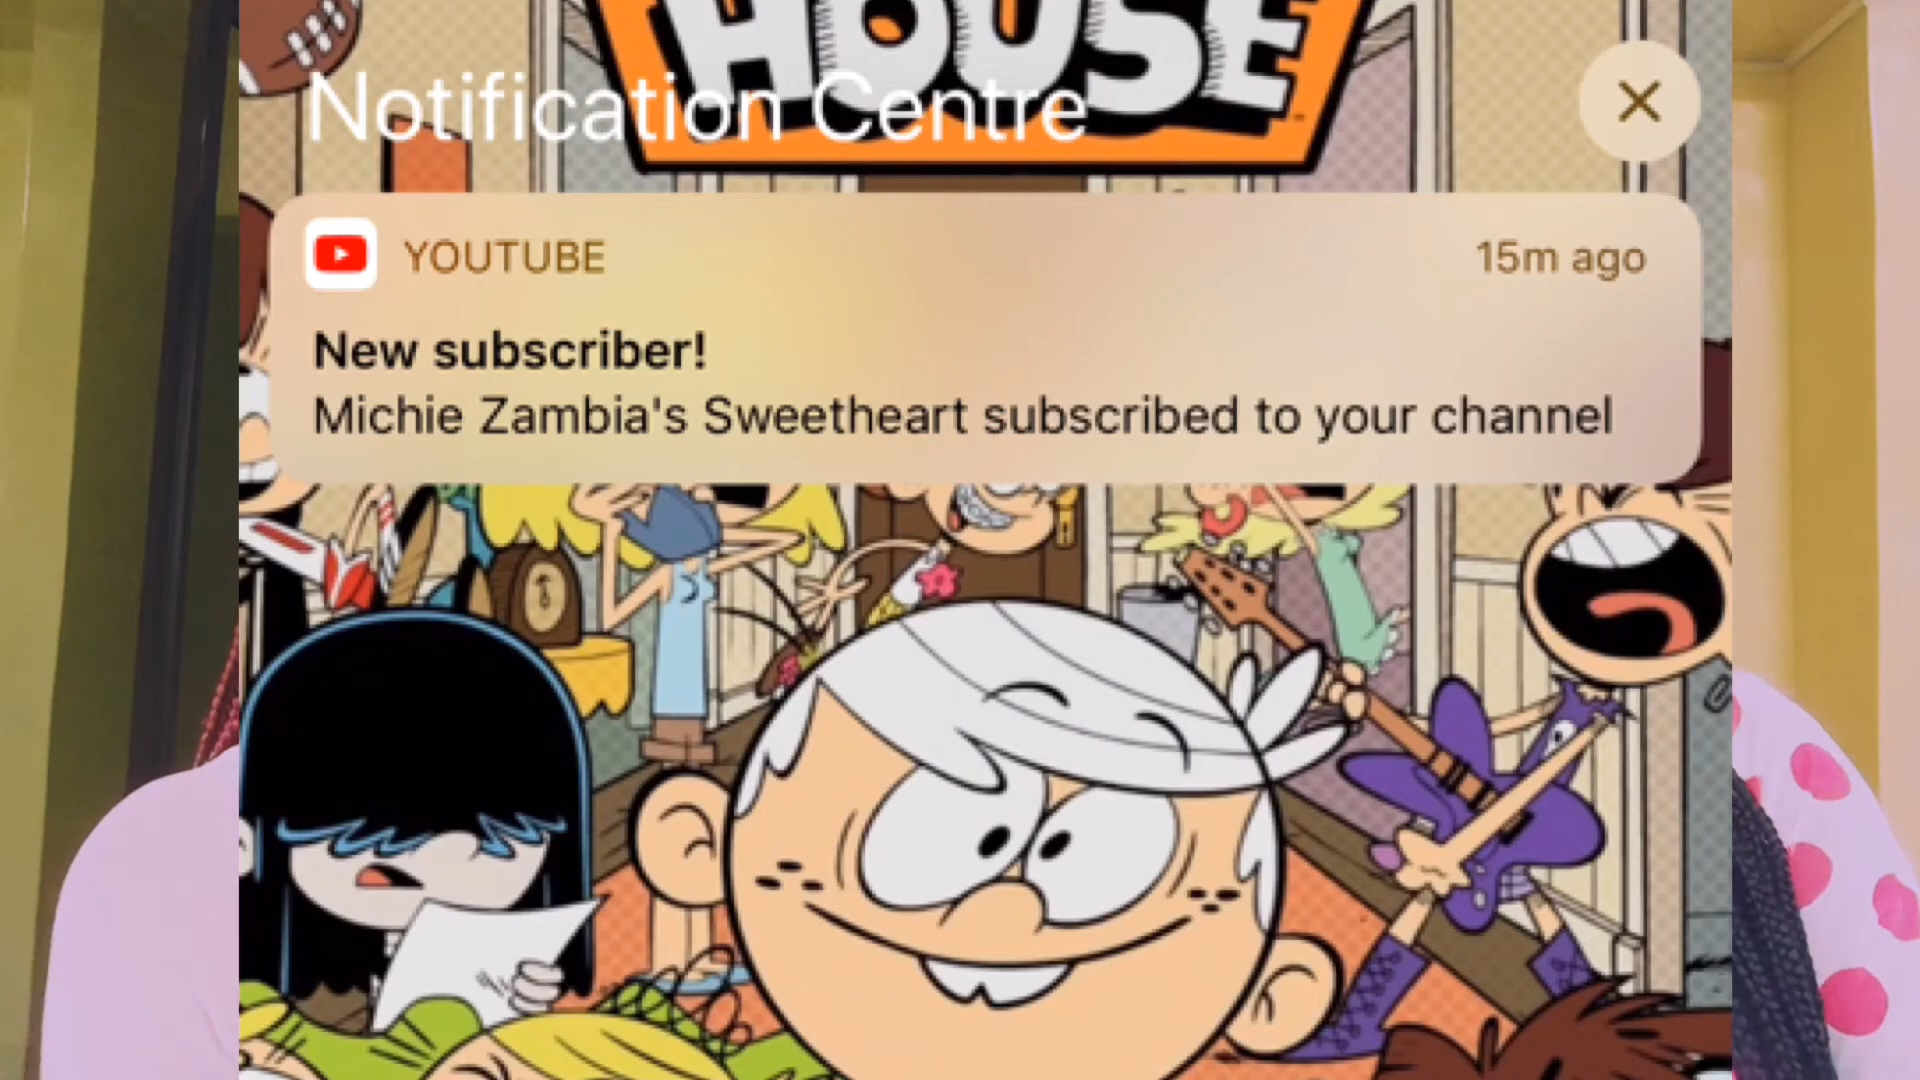 HOUSE
Notification Centre
YOUTUBE
15m ago
New subscriber!
Michie Zambia's Sweetheart subscribed to your channel